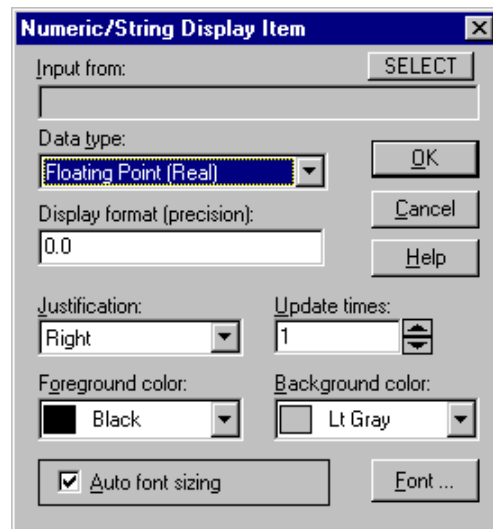 Numeric/String Display Item
Input from:
SELECT
Data type:
Floating Point (Real)
OK
Display format (precision):
Cancel
0.0
Help
Justification:
Update times:
Right
1
Foreground color:
Background color:
Black
Lt Gray
Auto font sizing
Font ...